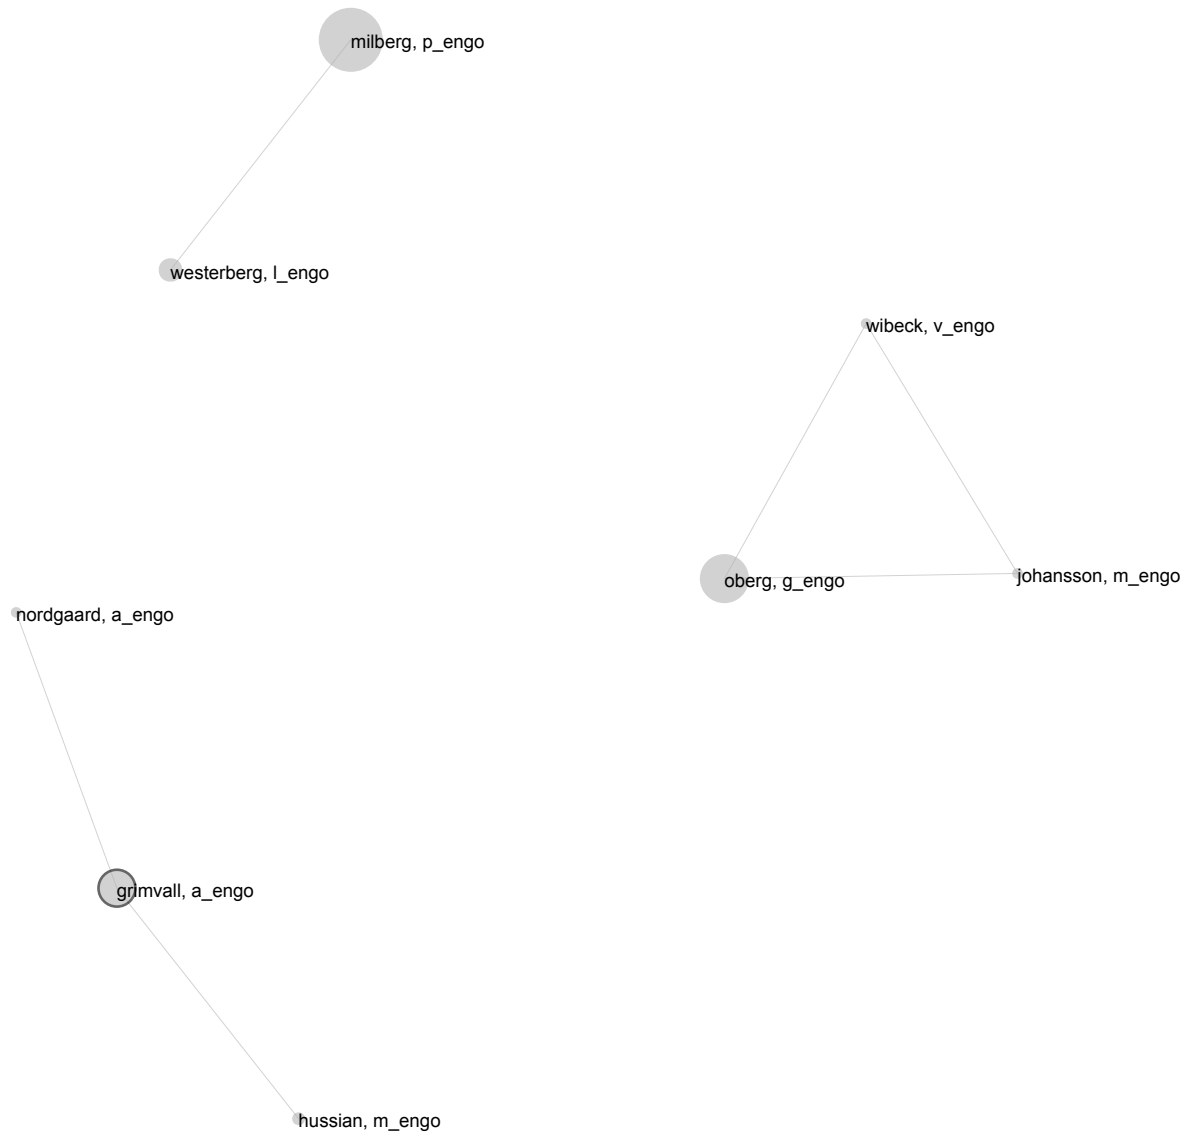 milberg, p_engo
westerberg, l_engo
wibeck, v_engo
oberg, g_engo
johansson, m_engo
nordgaard, a_engo
grimvall, a_engo
hussian, m_engo